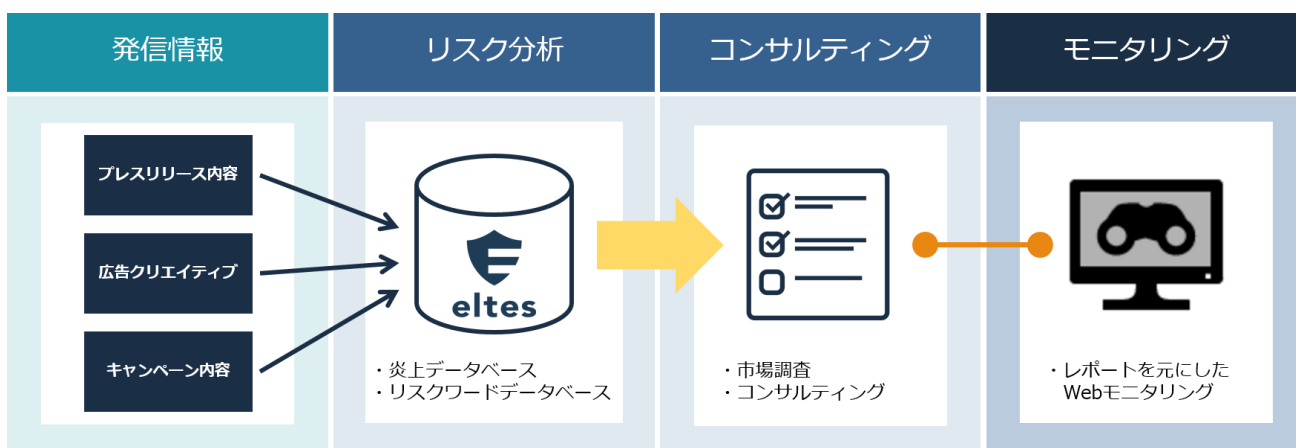 発信情報
リスク分析
コンサルティング
モニタリング
プレスリリース内容
広告クリエイティブ
キャンペーン内容
eltes
・炎上データベース
・リスクワードデータベース
・市場調査
・コンサルティング
・レポートを元にした
Webモニタリング